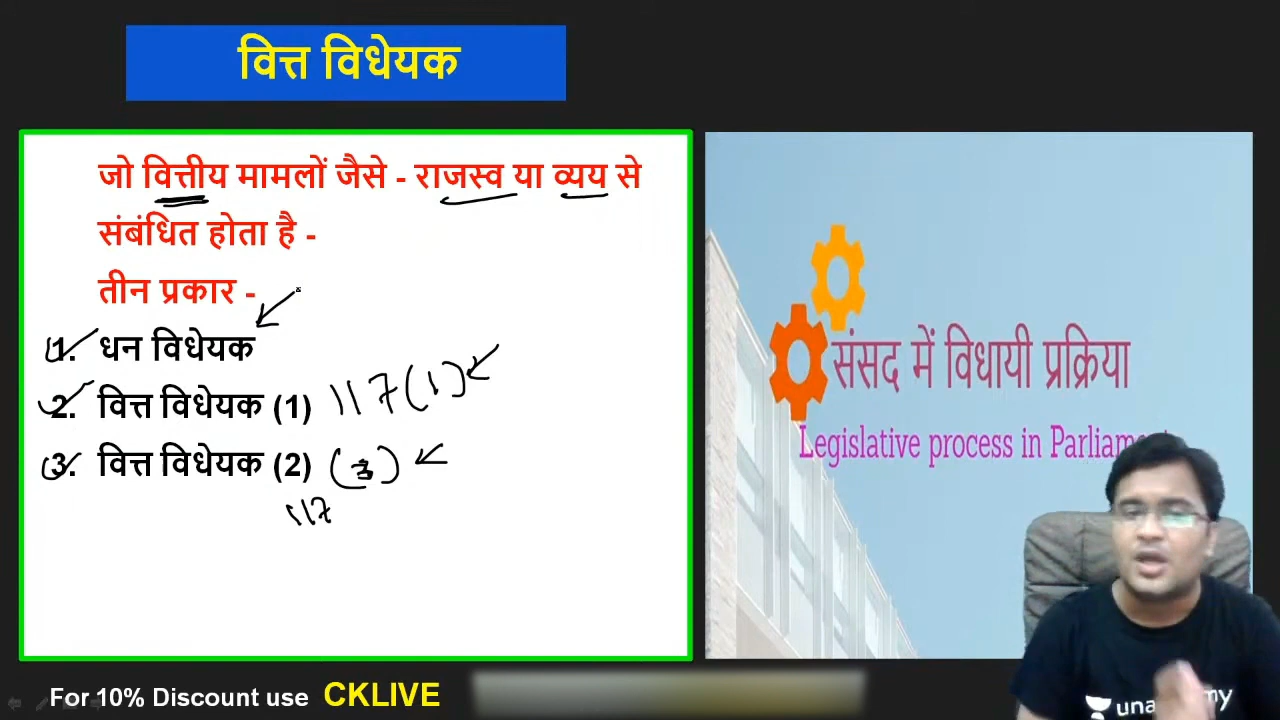 वित्त विधेयक
जो वित्तीय मामलों जैसे - राजस्व या व्यय से
संबंधित होता है -
तीन प्रकार -
1. धन विधेयक
2. वित्त विधेयक (1) 117(1)
3. वित्त विधेयक (2) (3)
117
संसद में विधायी प्रक्रिया
Legislative process in Parliament
For 10% Discount use CKLIVE